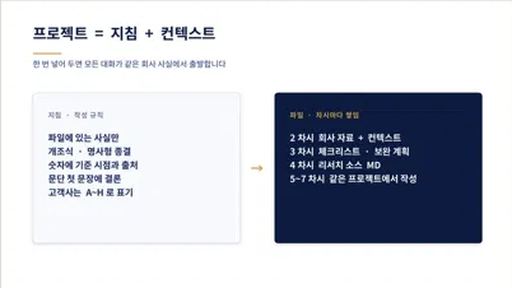 프로젝트 = 지침 + 컨텍스트
한 번 넣어 두면 모든 대화가 같은 회사 사실에서 출발합니다
지침 · 작성 규칙
파일에 있는 사실만
개조식 · 명사형 종결
숫자에 기준 시점과 출처
문단 첫 문장에 결론
고객사는 A~H 로 표기
→
파일 · 차시마다 쌓임
2 차시 회사 자료 + 컨텍스트
3 차시 체크리스트 · 보완 계획
4 차시 리서치 소스 MD
5~7 차시 같은 프로젝트에서 작성